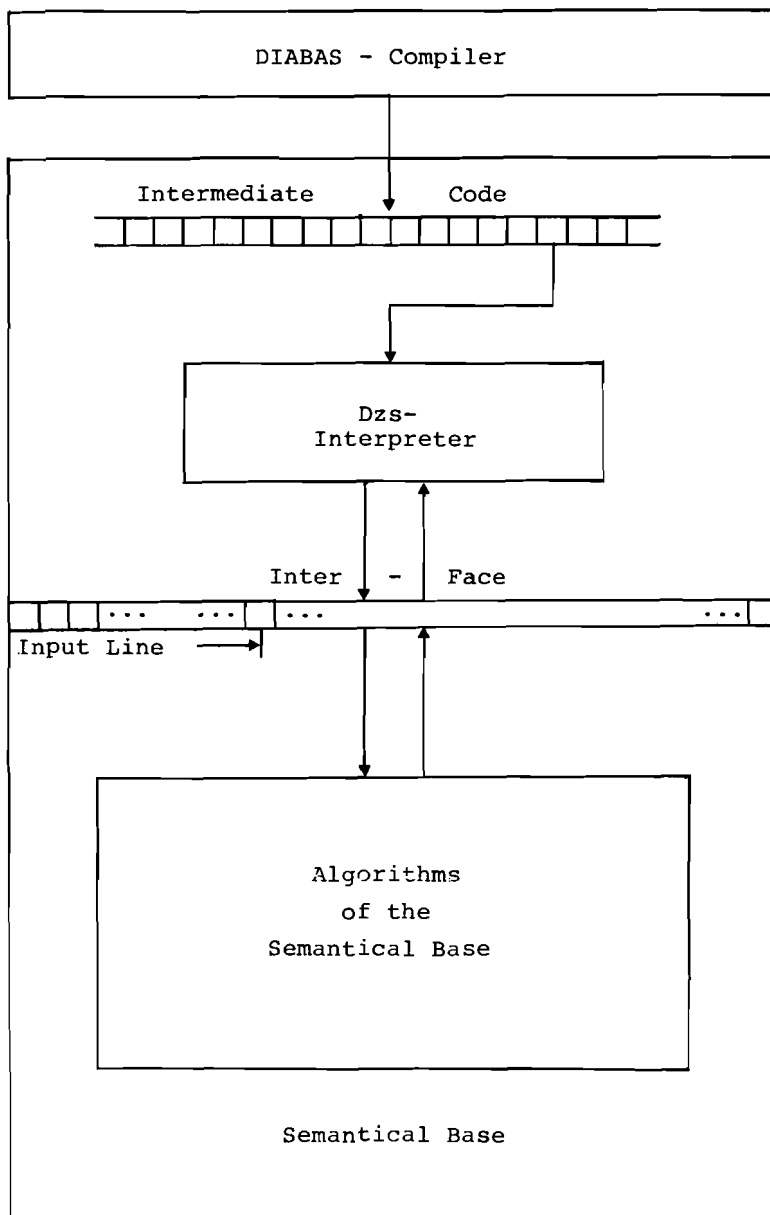 DIABAS - Compiler
Intermediate Code
Dzs-
Interpreter
Inter - Face
... ... ... ...
Input Line
Algorithms
of the
Semantical Base
Semantical Base